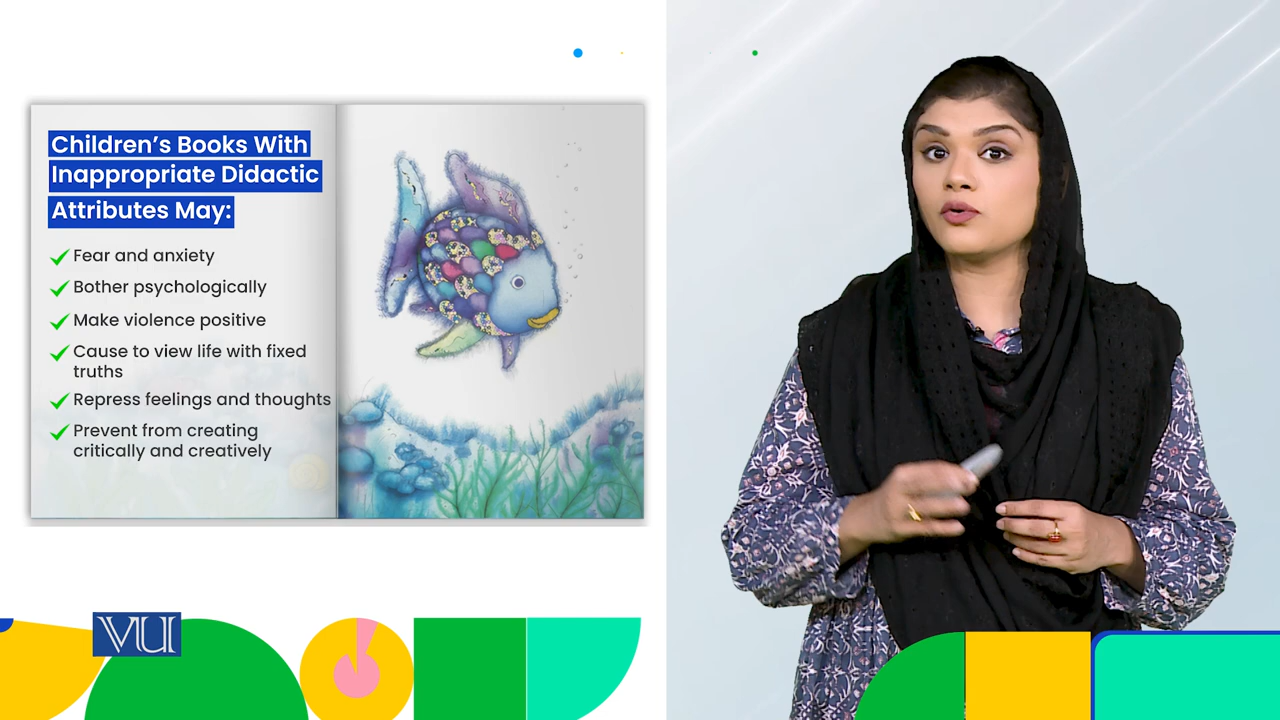 Children's Books With
Inappropriate Didactic
Attributes May:
Fear and anxiety
Bother psychologically
Make violence positive
Cause to view life with fixed
truths
Repress feelings and thoughts
Prevent from creating
critically and creatively
VU